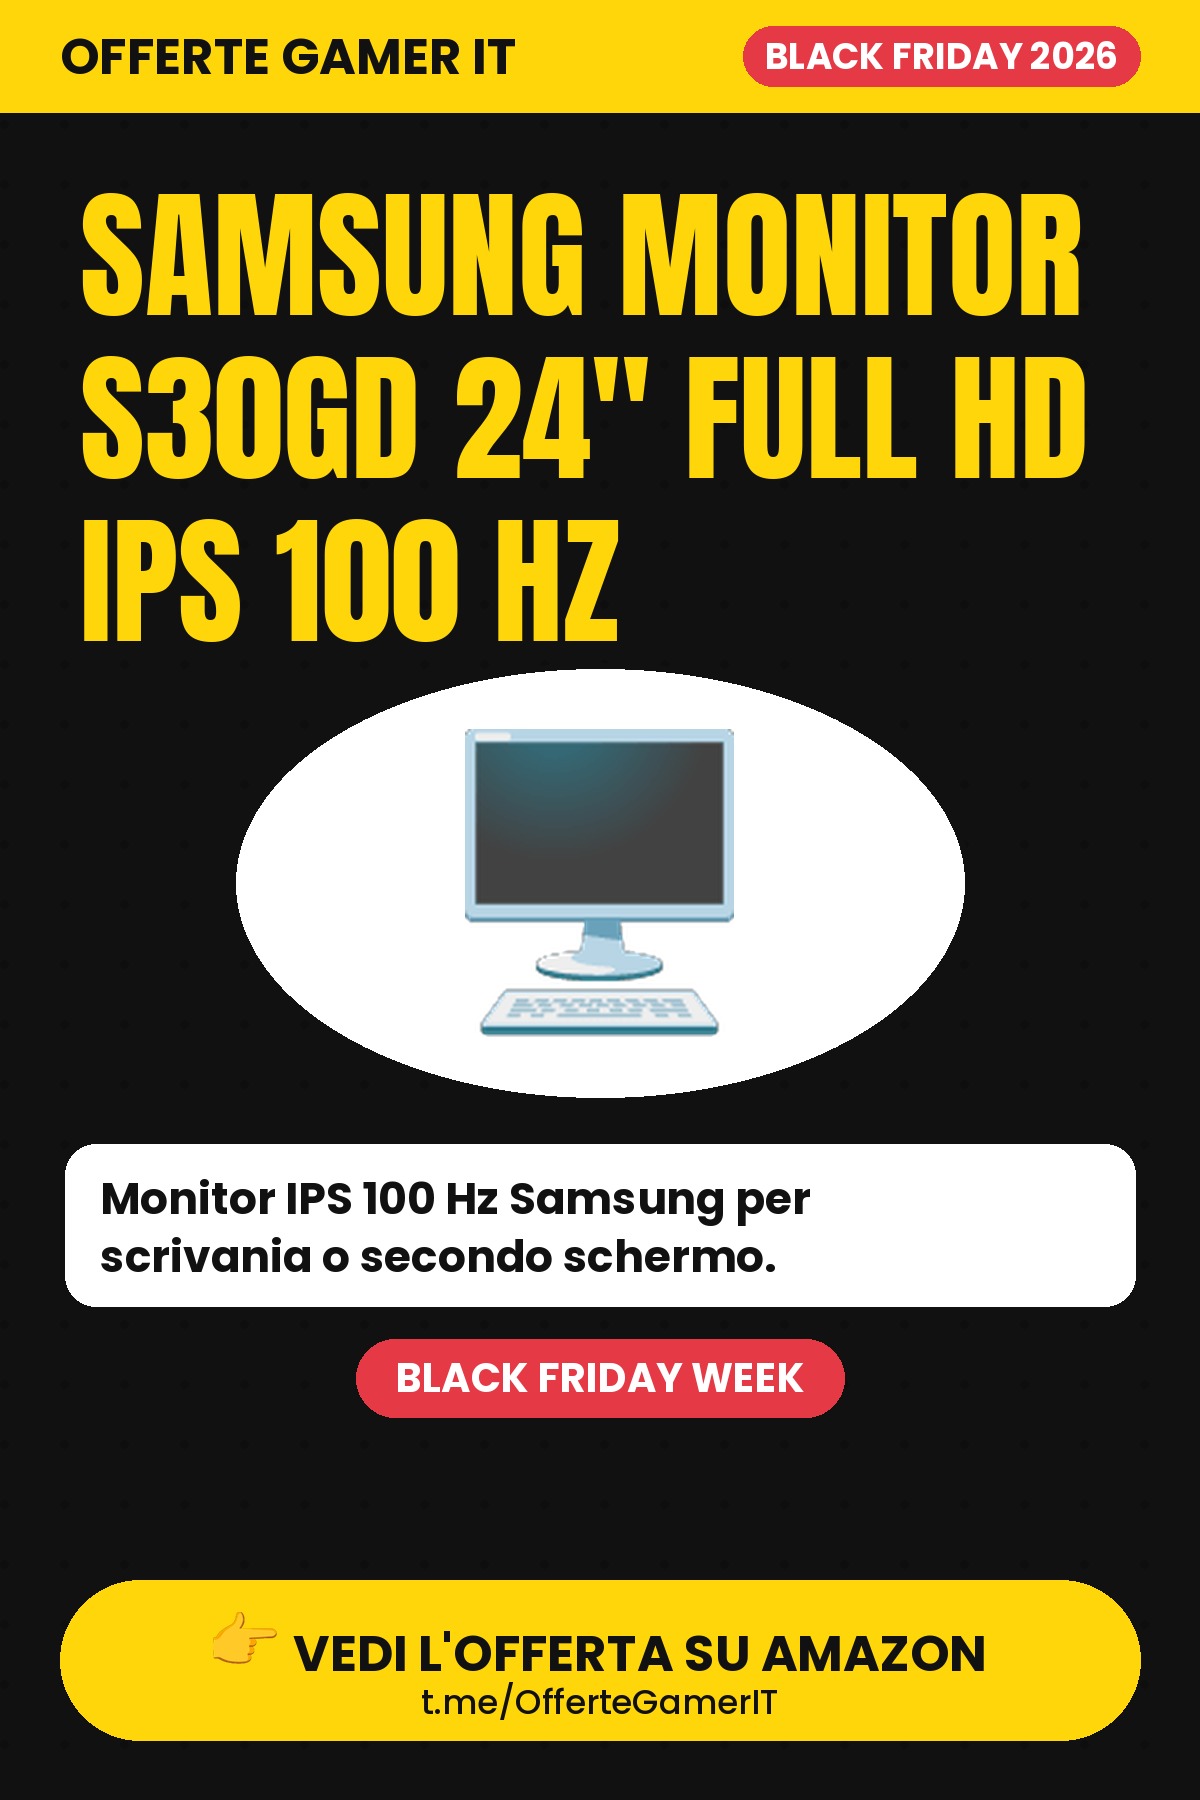 OFFERTE GAMER IT
BLACK FRIDAY 2026
SAMSUNG MONITOR
S30GD 24" FULL HD
IPS 100 HZ
Monitor IPS 100 Hz Samsung per
scrivania o secondo schermo.
BLACK FRIDAY WEEK
👉 VEDI L'OFFERTA SU AMAZON
t.me/OfferteGamerIT